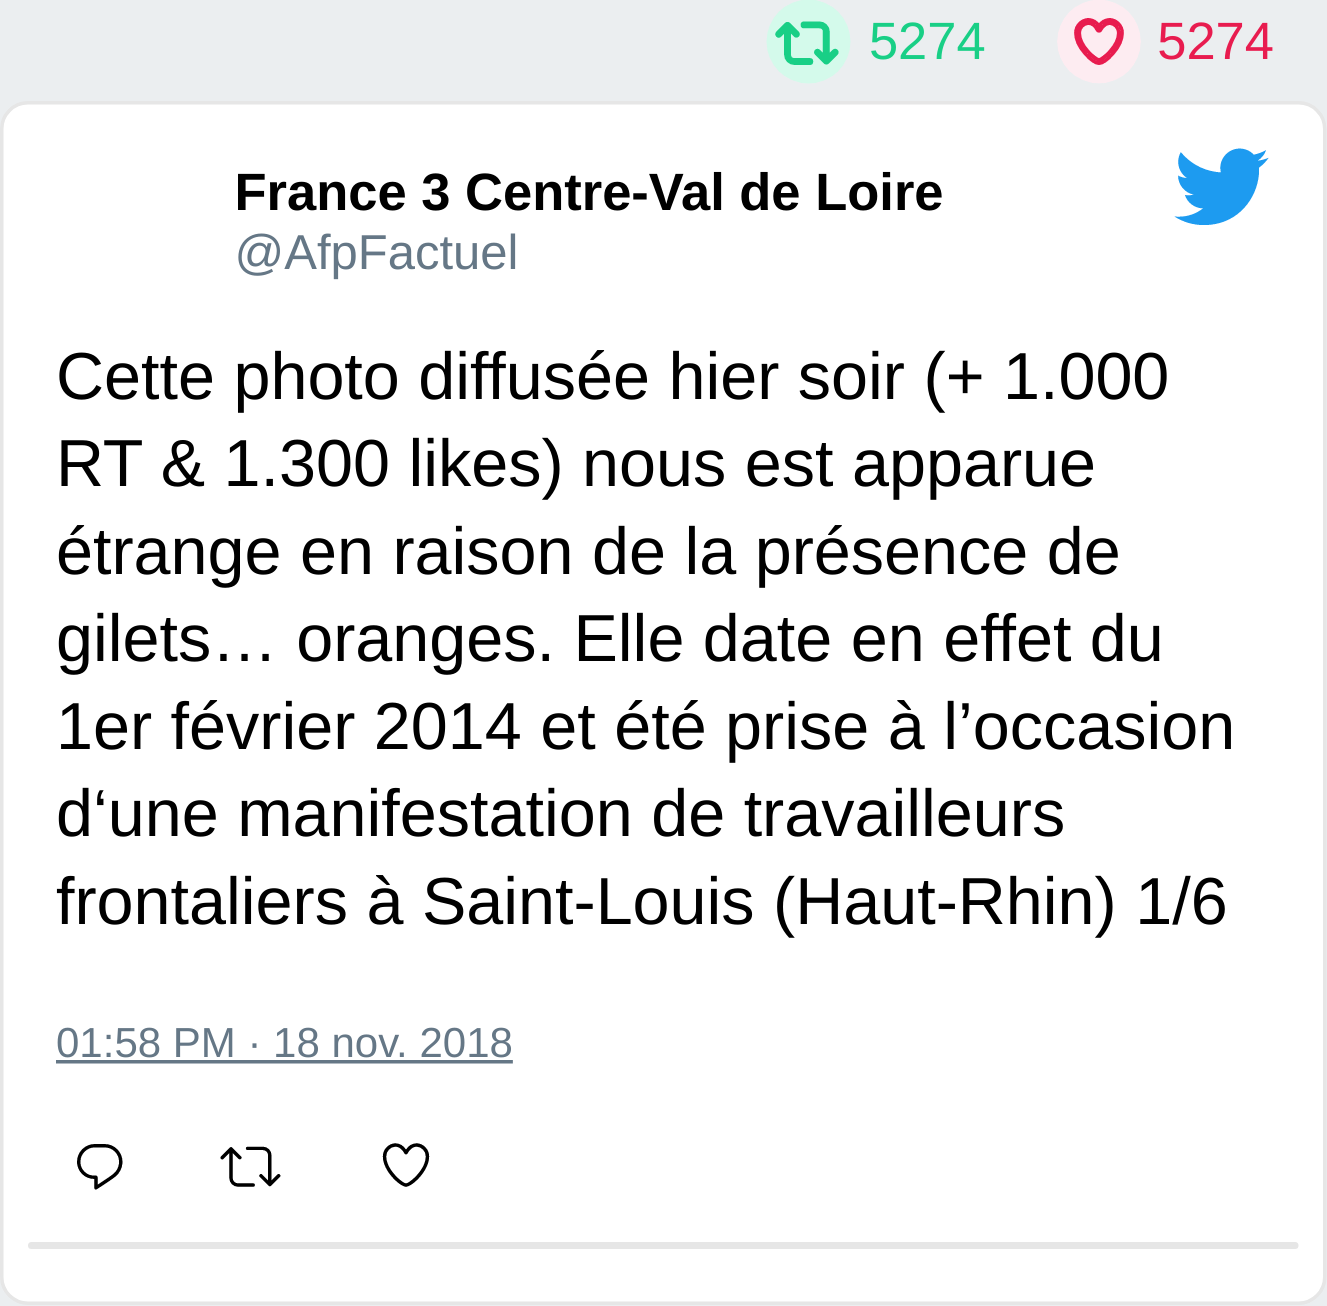 5274 5274
France 3 Centre-Val de Loire
@AfpFactuel
Cette photo diffusée hier soir (+ 1.000
RT & 1.300 likes) nous est apparue
étrange en raison de la présence de
gilets… oranges. Elle date en effet du
1er février 2014 et été prise à l’occasion
d‘une manifestation de travailleurs
frontaliers à Saint-Louis (Haut-Rhin) 1/6
01:58 PM · 18 nov. 2018